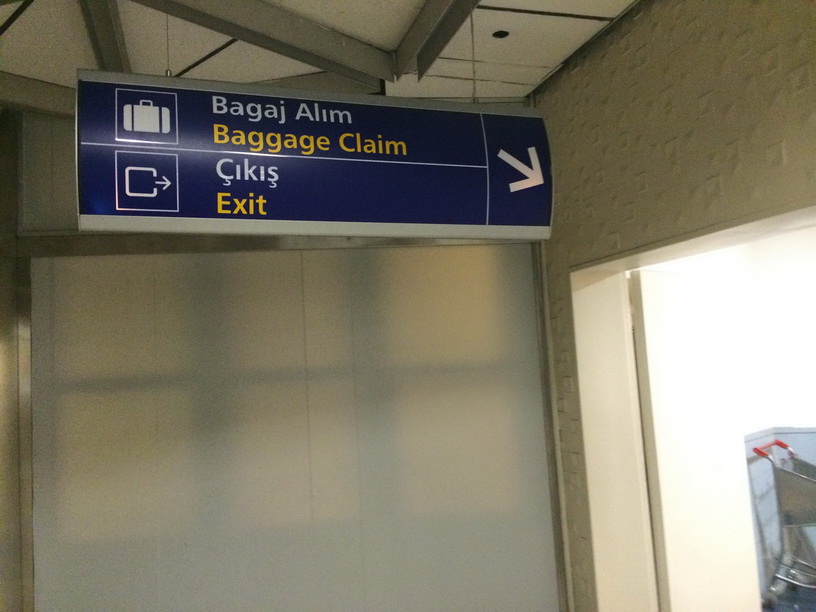 Bagaj Alım
Baggage Claim
Çıkış
Exit